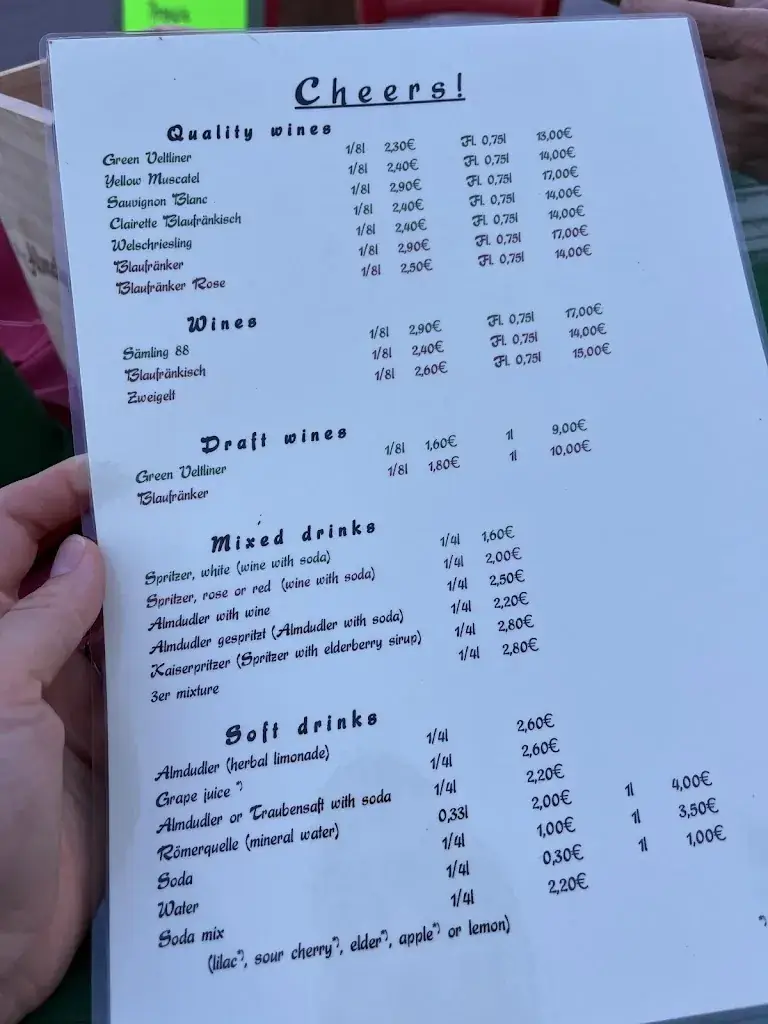 Cheers!
Quality wines
Green Veltliner 1/8l 2,30€ Fl. 0,75l 13,00€
Yellow Muscatel 1/8l 2,40€ Fl. 0,75l 14,00€
Sauvignon Blanc 1/8l 2,90€ Fl. 0,75l 17,00€
Clairette Blaufränkisch 1/8l 2,40€ Fl. 0,75l 14,00€
Welschriesling 1/8l 2,40€ Fl. 0,75l 14,00€
Blaufränker 1/8l 2,90€ Fl. 0,75l 17,00€
Blaufränker Rose 1/8l 2,50€ Fl. 0,75l 14,00€
Wines
Sämling 88 1/8l 2,90€ Fl. 0,75l 17,00€
Blaufränkisch 1/8l 2,40€ Fl. 0,75l 14,00€
Zweigelt 1/8l 2,60€ Fl. 0,75l 15,00€
Draft wines
Green Veltliner 1/8l 1,60€ 1l 9,00€
Blaufränker 1/8l 1,80€ 1l 10,00€
Mixed drinks
Spritzer, white (wine with soda) 1/4l 1,60€
Spritzer, rose or red (wine with soda) 1/4l 2,00€
Almdudler with wine 1/4l 2,50€
Almdudler gespritzt (Almdudler with soda) 1/4l 2,20€
Kaiserpritzer (Spritzer with elderberry sirup) 1/4l 2,80€
3er mixture 1/4l 2,80€
Soft drinks
Almdudler (herbal limonade) 1/4l 2,60€
Grape juice *) 1/4l 2,60€
Almdudler or Traubensaft with soda 1/4l 2,20€
Römerquelle (mineral water) 0,33l 2,00€ 1l 4,00€
Soda 1/4l 1,00€ 1l 3,50€
Water 1/4l 0,30€ 1l 1,00€
Soda mix 1/4l 2,20€
(lilac*), sour cherry*), elder*), apple*) or lemon)
*)